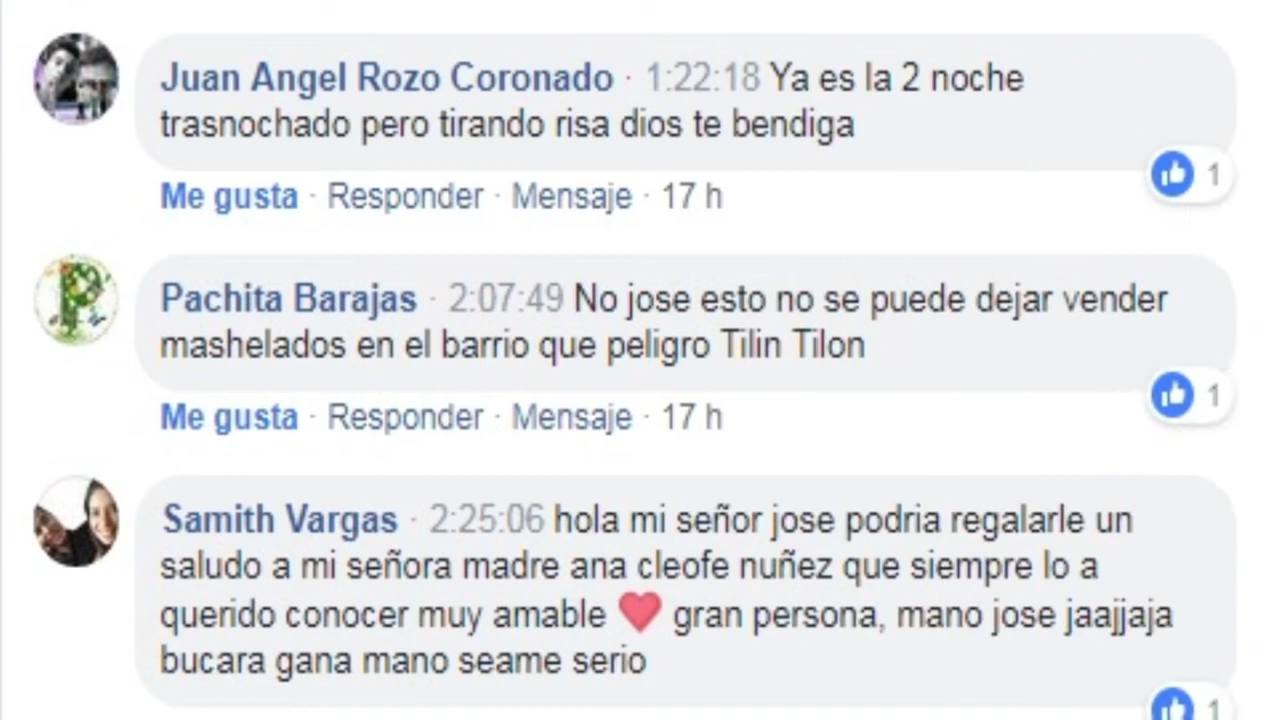 Juan Angel Rozo Coronado · 1:22:18 Ya es la 2 noche
trasnochado pero tirando risa dios te bendiga
1
Me gusta · Responder · Mensaje · 17 h
Pachita Barajas · 2:07:49 No jose esto no se puede dejar vender
mashelados en el barrio que peligro Tilin Tilon
1
Me gusta · Responder · Mensaje · 17 h
Samith Vargas · 2:25:06 hola mi señor jose podria regalarle un
saludo a mi señora madre ana cleofe nuñez que siempre lo a
querido conocer muy amable ❤ gran persona, mano jose jaajjaja
bucara gana mano seame serio
1